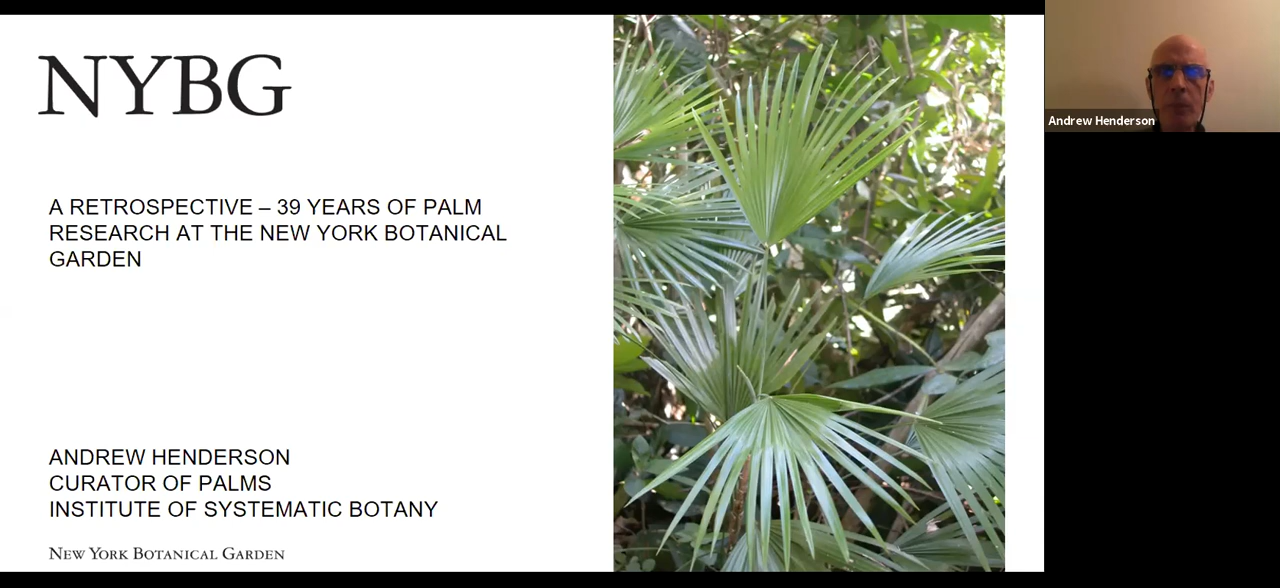 NYBG
A RETROSPECTIVE – 39 YEARS OF PALM
RESEARCH AT THE NEW YORK BOTANICAL
GARDEN
ANDREW HENDERSON
CURATOR OF PALMS
INSTITUTE OF SYSTEMATIC BOTANY
NEW YORK BOTANICAL GARDEN
Andrew Henderson